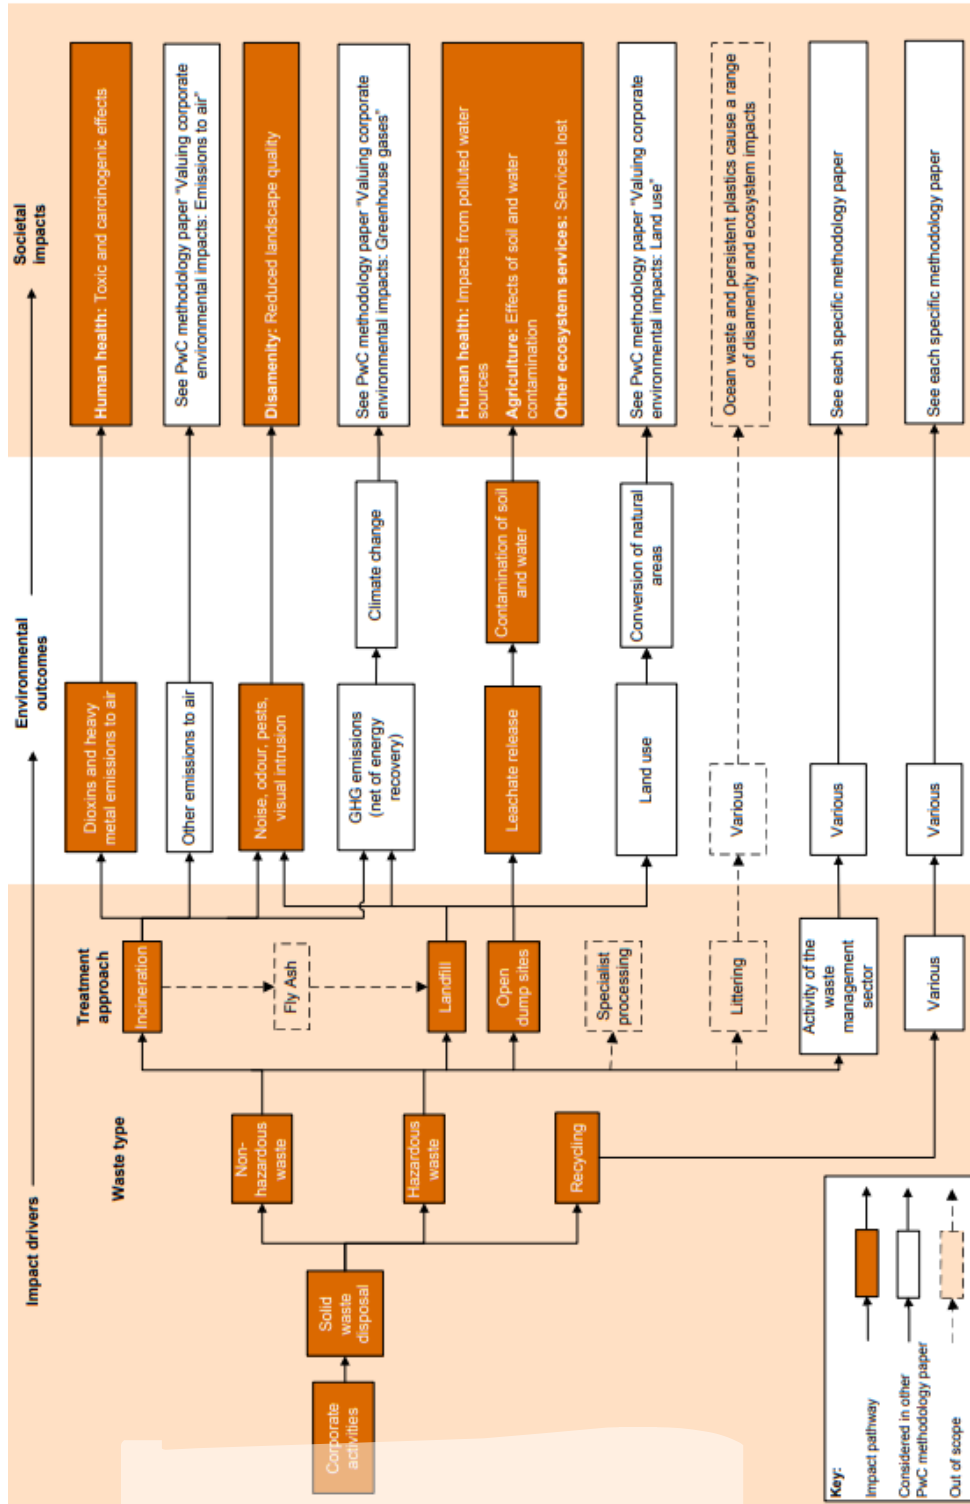 Impact drivers
Environmental
outcomes
Societal
impacts
Waste type
Treatment
approach
Corporate
activities
Solid
waste
disposal
Non-
hazardous
waste
Hazardous
waste
Recycling
Incineration
Fly Ash
Landfill
Open
dump sites
Specialist
processing
Littering
Activity of the
waste
management
sector
Various
Dioxins and heavy
metal emissions to air
Other emissions to air
Noise, odour, pests,
visual intrusion
GHG emissions
(net of energy
recovery)
Leachate release
Land use
Various
Various
Various
Climate change
Contamination of soil
and water
Conversion of natural
areas
Human health: Toxic and carcinogenic effects
See PwC methodology paper "Valuing corporate
environmental impacts: Emissions to air"
Disamenity: Reduced landscape quality
See PwC methodology paper "Valuing corporate
environmental impacts: Greenhouse gases"
Human health: Impacts from polluted water
sources
Agriculture: Effects of soil and water
contamination
Other ecosystem services: Services lost
See PwC methodology paper "Valuing corporate
environmental impacts: Land use"
Ocean waste and persistent plastics cause a range
of disamenity and ecosystem impacts
See each specific methodology paper
See each specific methodology paper
Key:
Impact pathway
Considered in other
PwC methodology paper
Out of scope